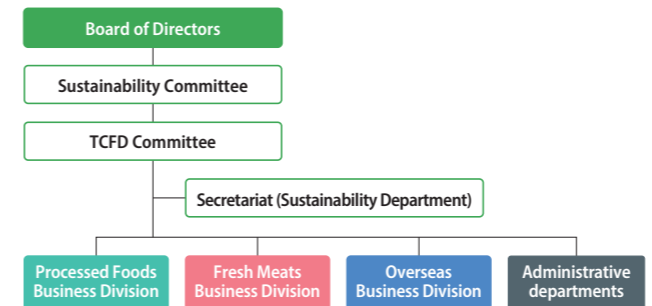 Board of Directors
Sustainability Committee
TCFD Committee
Secretariat (Sustainability Department)
Processed Foods
Business Division
Fresh Meats
Business Division
Overseas
Business Division
Administrative
departments